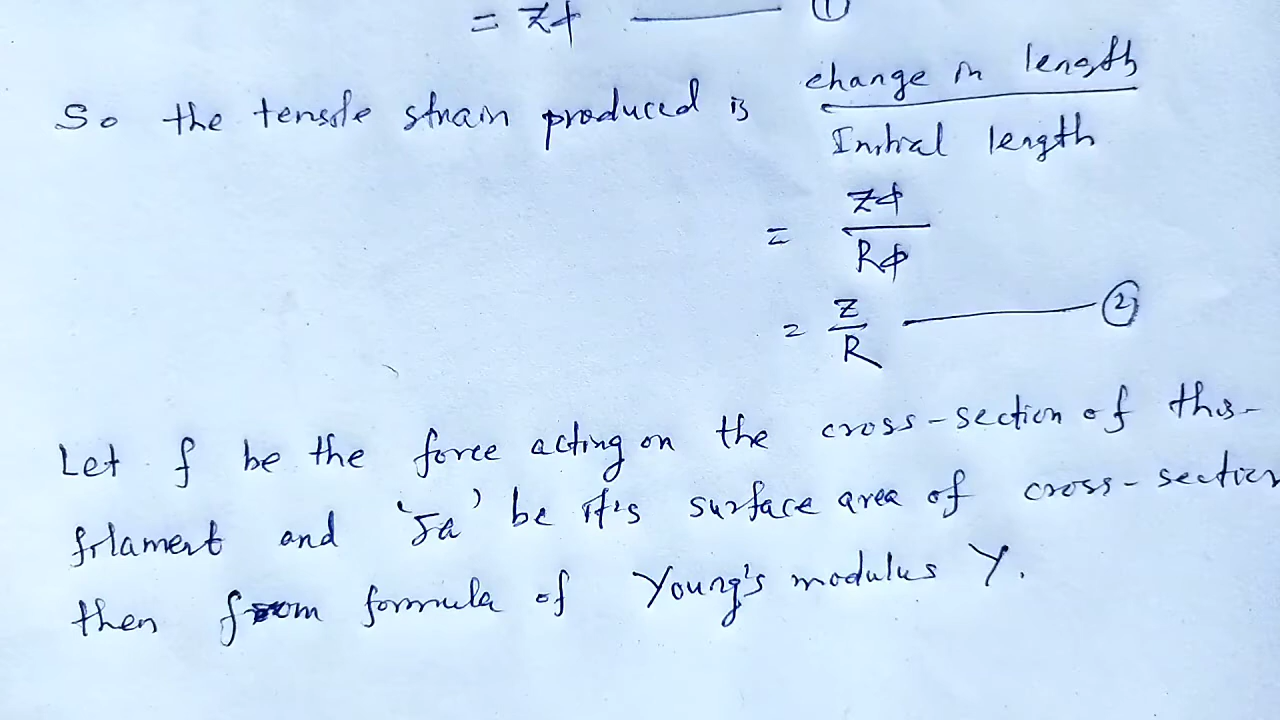 = Zϕ ——— ①
So the tensile strain produced is change in length / Initial length
= Zϕ / Rϕ
= Z / R ——— ②
Let f be the force acting on the cross-section of this
filament and 'δa' be it's surface area of cross-section
then from formula of Young's modulus Y.